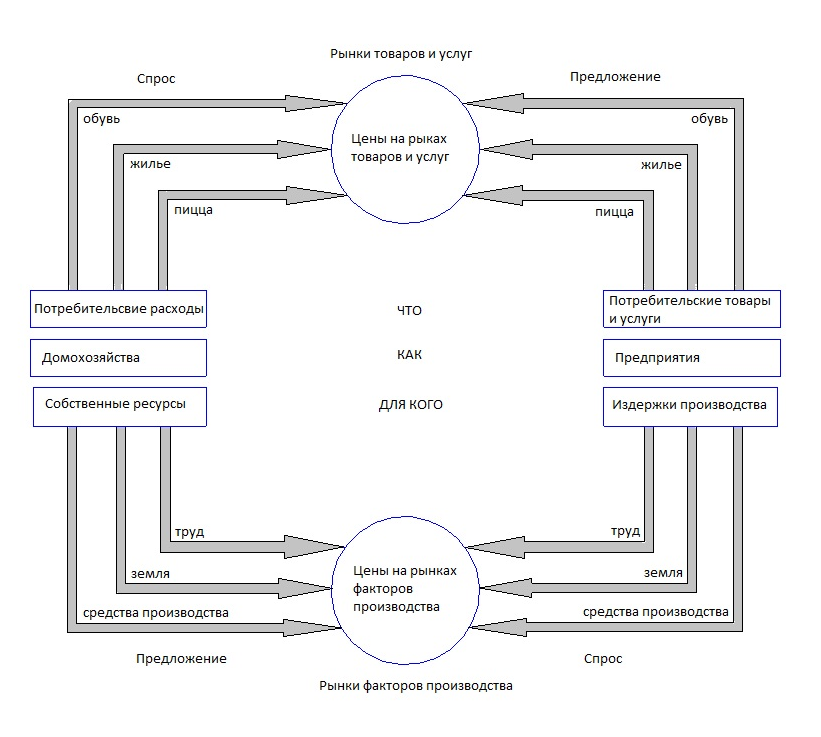 Рынки товаров и услуг
Спрос
Предложение
обувь
обувь
Цены на рыках
товаров и услуг
жилье
жилье
пицца
пицца
Потребительсвие расходы
ЧТО
Потребительские товары
и услуги
Домохозяйства
КАК
Предприятия
Собственные ресурсы
ДЛЯ КОГО
Издержки производства
труд
труд
земля
Цены на рынках
факторов
производства
земля
средства производства
средства производства
Предложение
Спрос
Рынки факторов производства